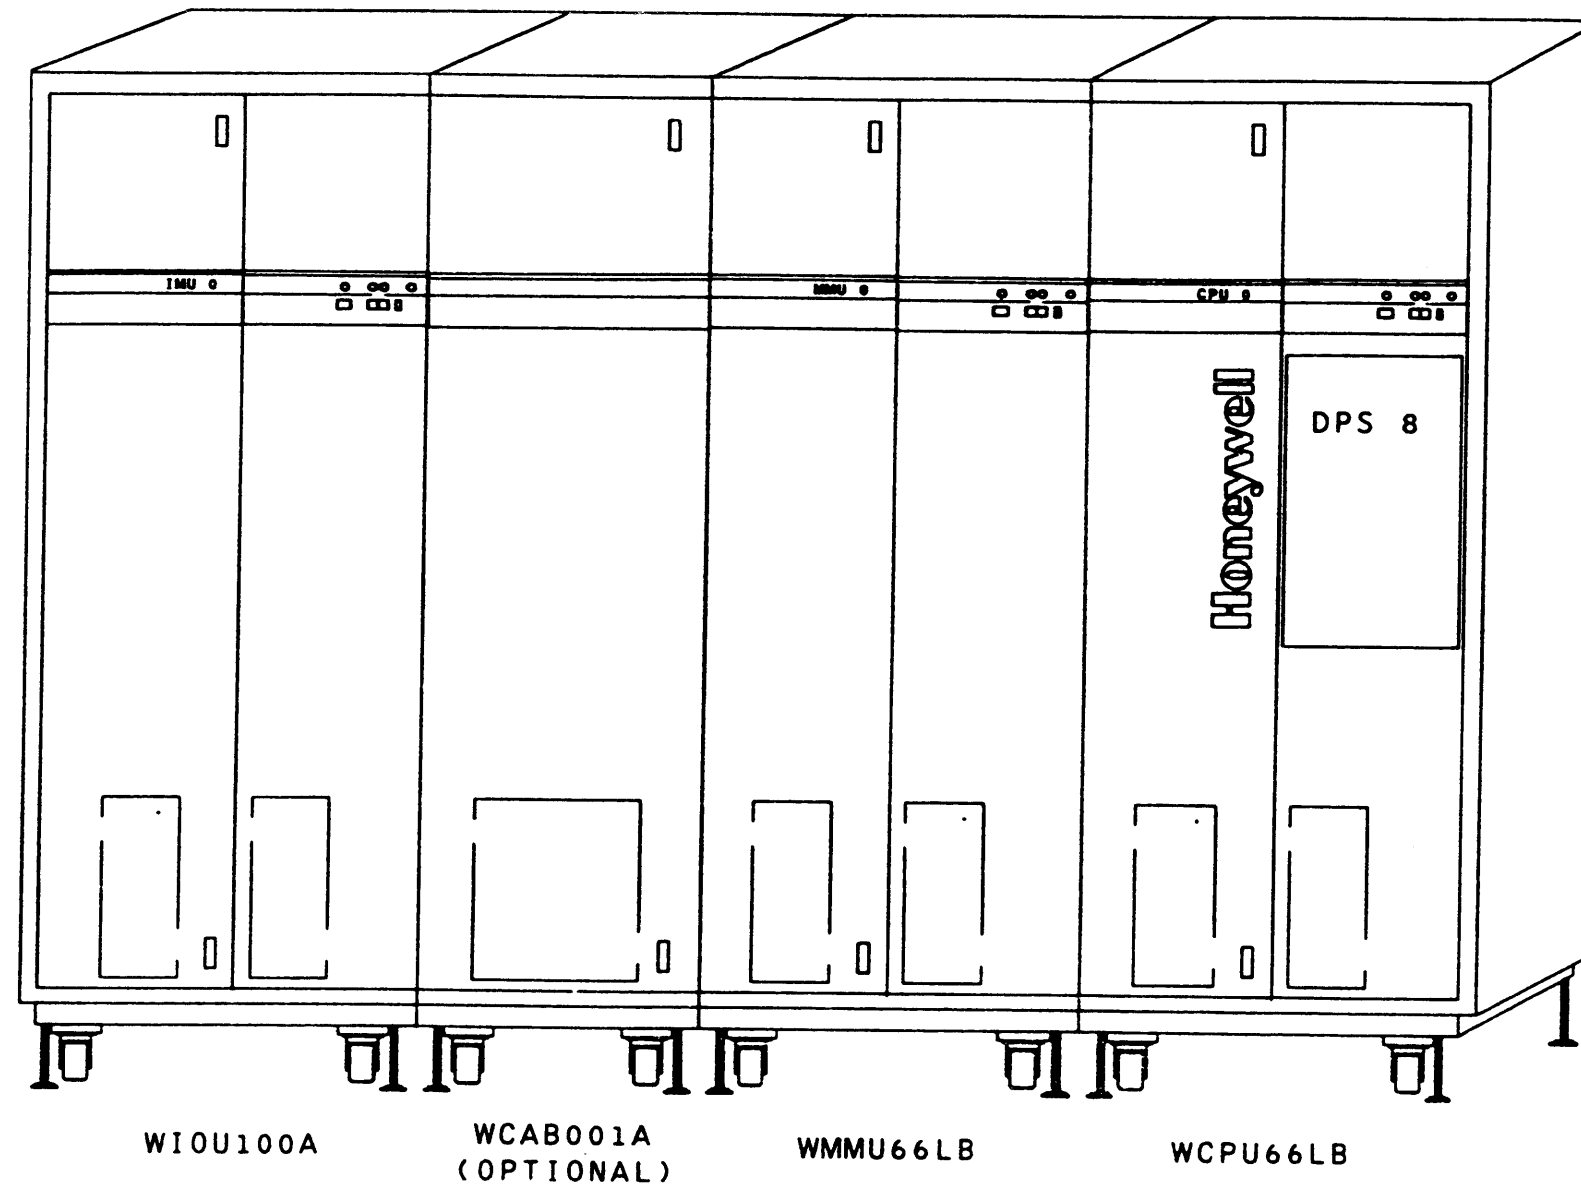 IMU 0
MMU 0
CPU 0
Honeywell
DPS 8
WIOU100A
WCAB001A
(OPTIONAL)
WMMU66LB
WCPU66LB